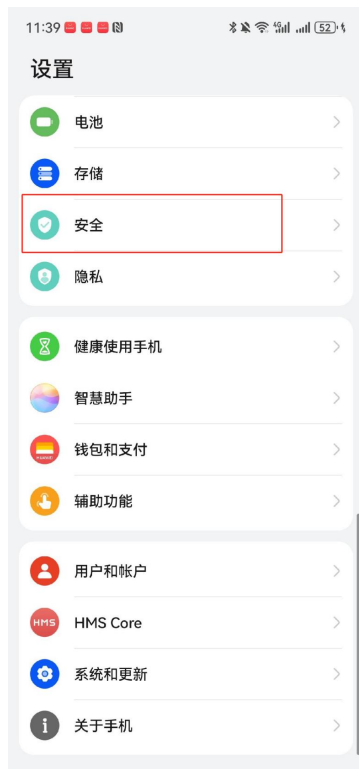 11:39 52
设置
电池
存储
安全
隐私
健康使用手机
智慧助手
钱包和支付
辅助功能
用户和帐户
HMS HMS Core
系统和更新
关于手机